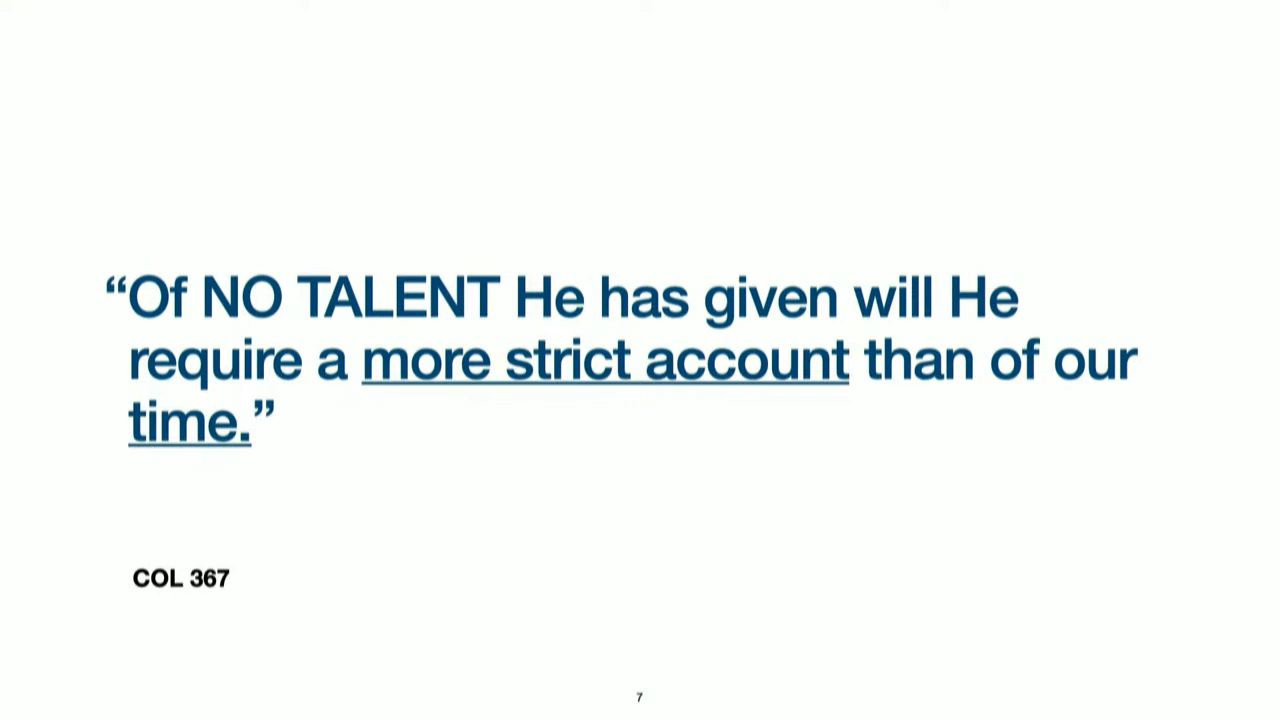 “Of NO TALENT He has given will He
require a more strict account than of our
time.”
COL 367
7